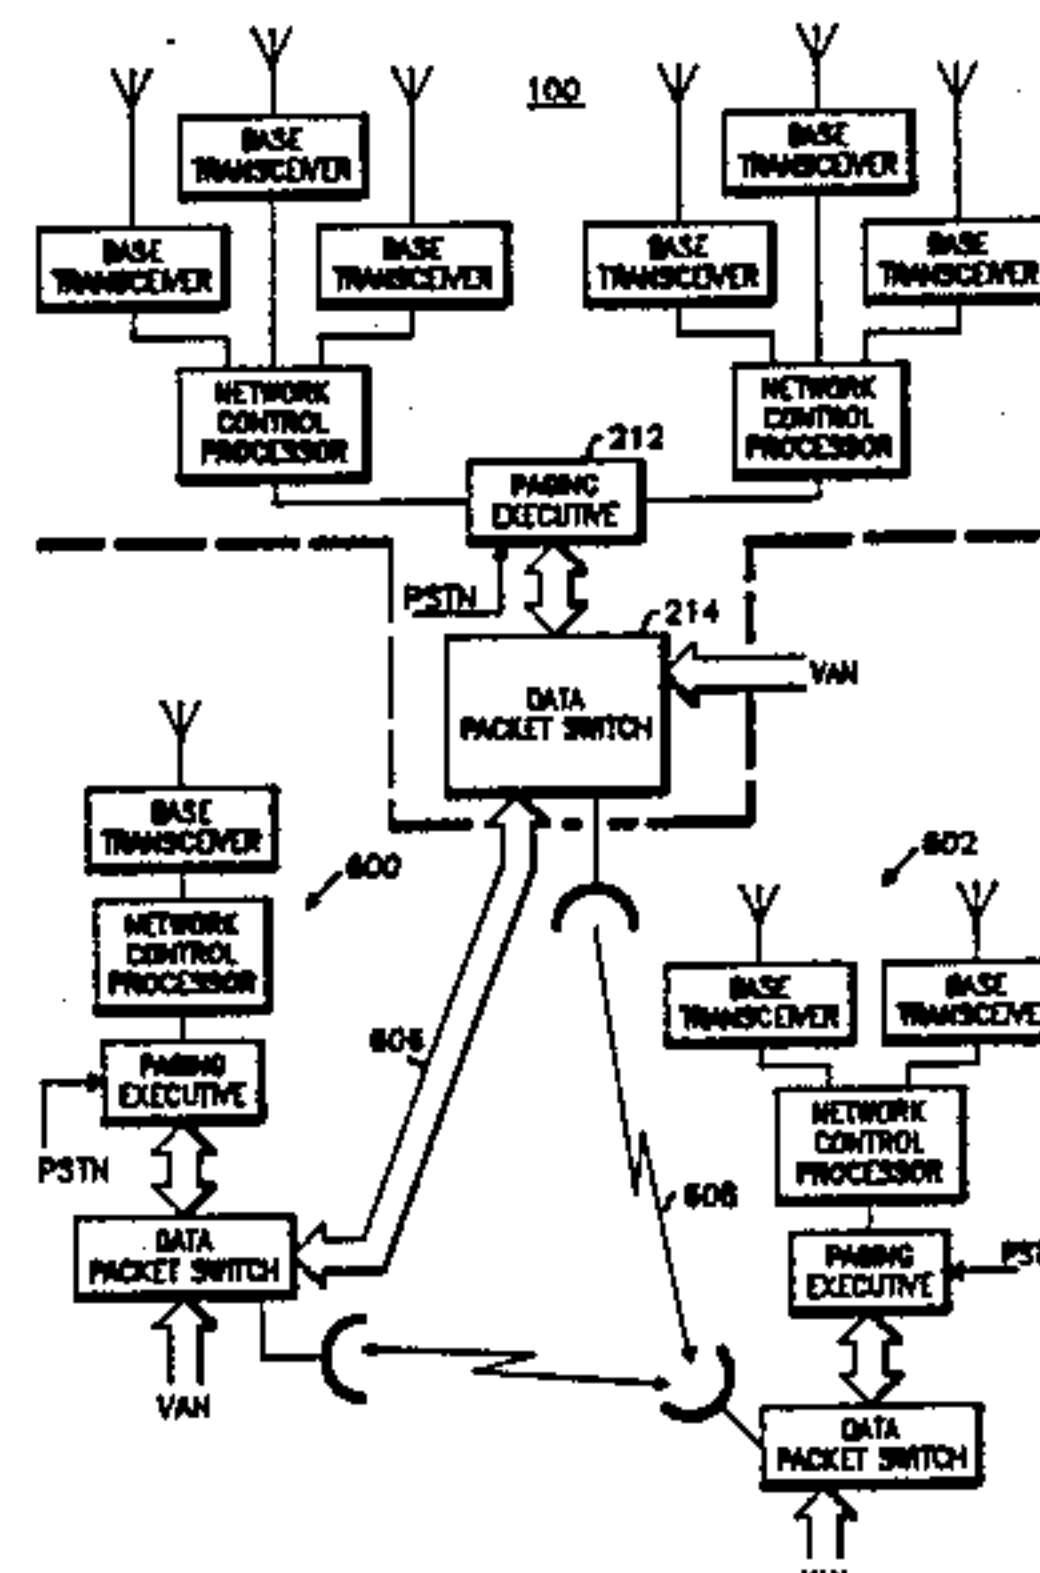 100
BASE
TRANSCEIVER
BASE
TRANSCEIVER
BASE
TRANSCEIVER
BASE
TRANSCEIVER
BASE
TRANSCEIVER
BASE
TRANSCEIVER
NETWORK
CONTROL
PROCESSOR
NETWORK
CONTROL
PROCESSOR
212
PAGING
EXECUTIVE
PSTN
214
DATA
PACKET SWITCH
VAN
BASE
TRANSCEIVER
600
NETWORK
CONTROL
PROCESSOR
PAGING
EXECUTIVE
PSTN
DATA
PACKET SWITCH
VAN
602
BASE
TRANSCEIVER
BASE
TRANSCEIVE
NETWORK
CONTROL
PROCESSOR
608
PAGING
EXECUTIVE
DATA
PACKET SWITCH